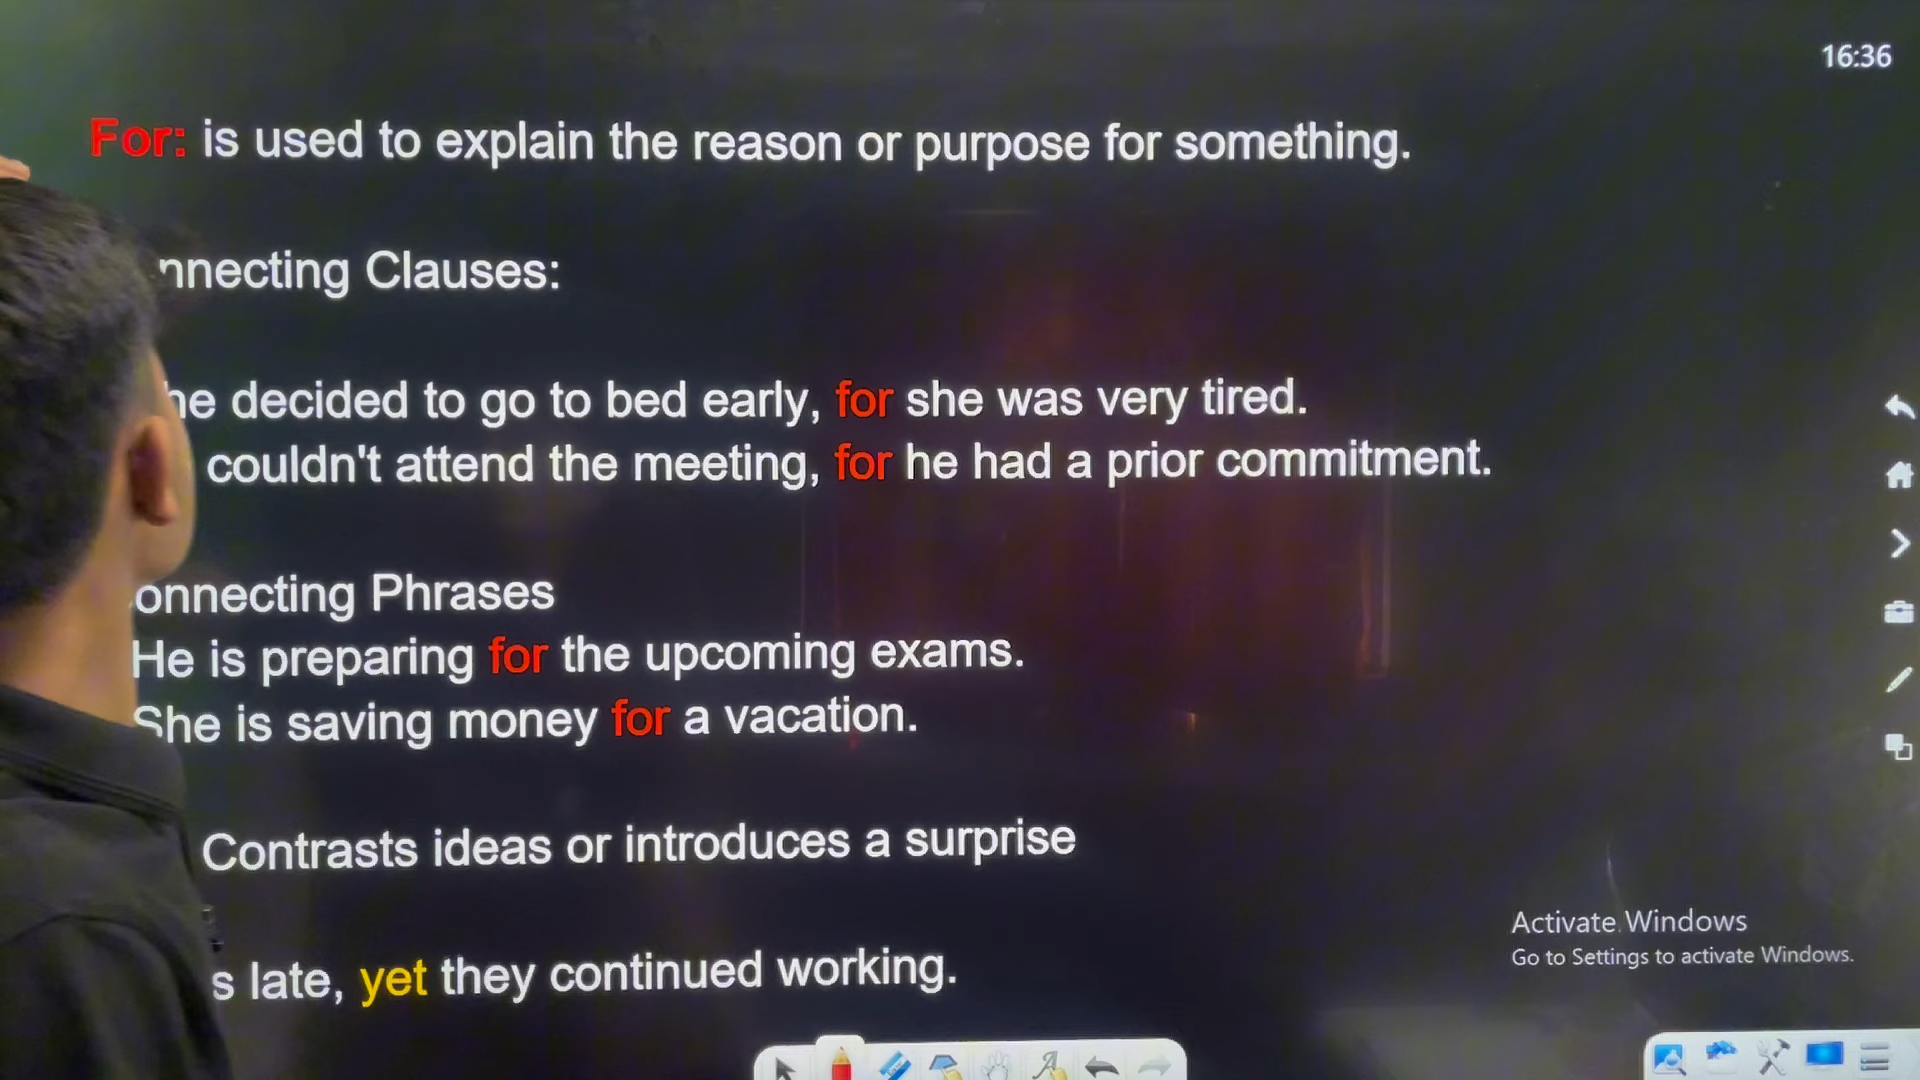 16:36
For: is used to explain the reason or purpose for something.
Clauses:
decided to go to bed early, for she was very tired.
couldn't attend the meeting, for he had a prior commitment.
Phrases
He is preparing for the upcoming exams.
She is saving money for a vacation.
Contrasts ideas or introduces a surprise
late, yet they continued working.
Activate Windows
Go to Settings to activate Windows.